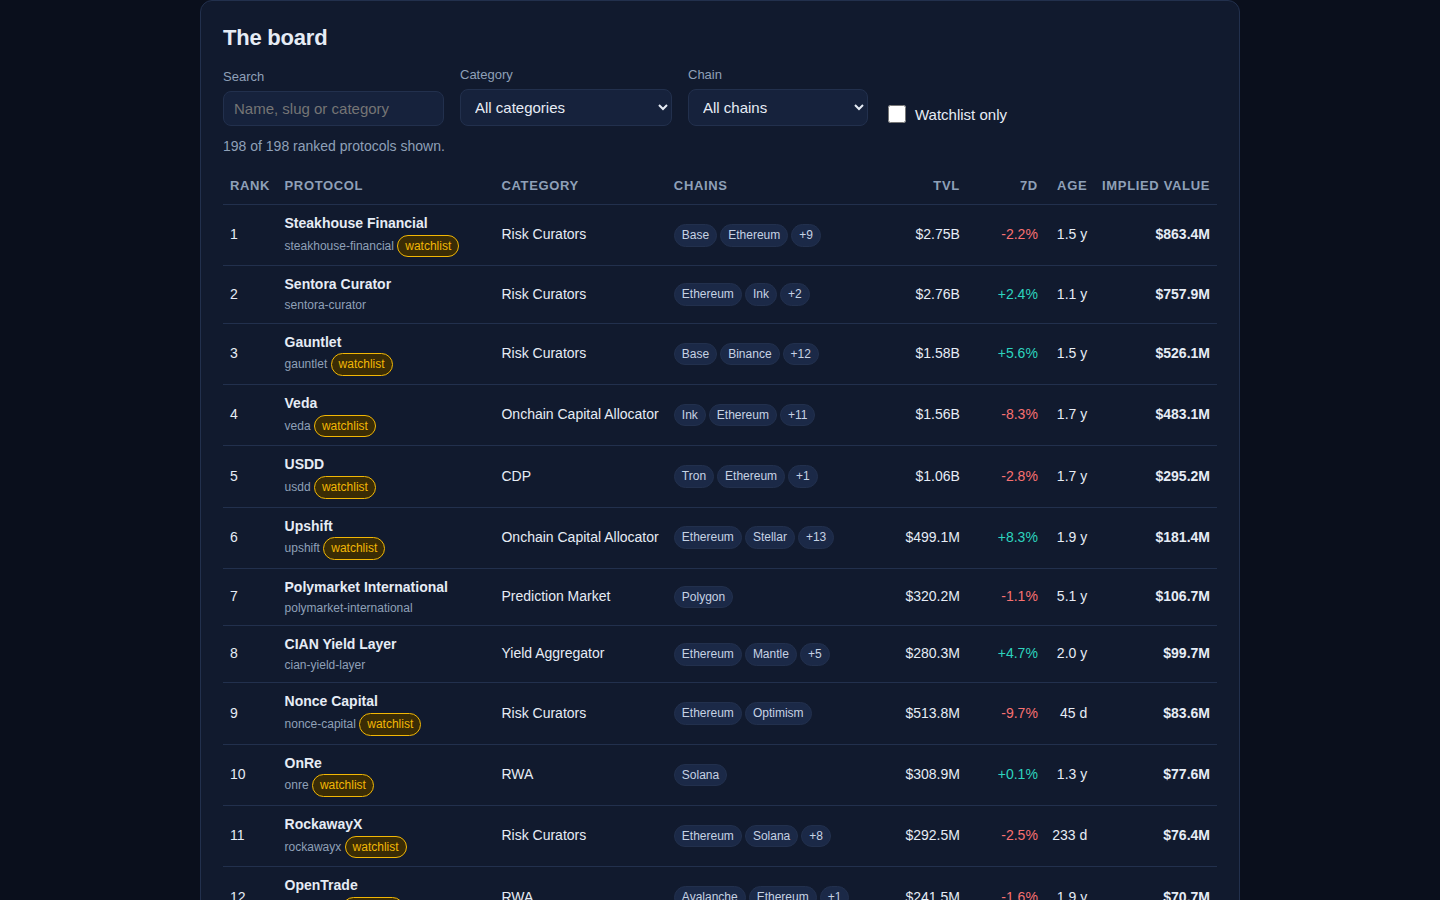 The board
Search
Category
Chain
Name, slug or category
All categories
All chains
Watchlist only
198 of 198 ranked protocols shown.
RANK PROTOCOL CATEGORY CHAINS TVL 7D AGE IMPLIED VALUE
1 Steakhouse Financial steakhouse-financial watchlist Risk Curators Base Ethereum +9 $2.75B -2.2% 1.5 y $863.4M
2 Sentora Curator sentora-curator Risk Curators Ethereum Ink +2 $2.76B +2.4% 1.1 y $757.9M
3 Gauntlet gauntlet watchlist Risk Curators Base Binance +12 $1.58B +5.6% 1.5 y $526.1M
4 Veda veda watchlist Onchain Capital Allocator Ink Ethereum +11 $1.56B -8.3% 1.7 y $483.1M
5 USDD usdd watchlist CDP Tron Ethereum +1 $1.06B -2.8% 1.7 y $295.2M
6 Upshift upshift watchlist Onchain Capital Allocator Ethereum Stellar +13 $499.1M +8.3% 1.9 y $181.4M
7 Polymarket International polymarket-international Prediction Market Polygon $320.2M -1.1% 5.1 y $106.7M
8 CIAN Yield Layer cian-yield-layer Yield Aggregator Ethereum Mantle +5 $280.3M +4.7% 2.0 y $99.7M
9 Nonce Capital nonce-capital watchlist Risk Curators Ethereum Optimism $513.8M -9.7% 45 d $83.6M
10 OnRe onre watchlist RWA Solana $308.9M +0.1% 1.3 y $77.6M
11 RockawayX rockawayx watchlist Risk Curators Ethereum Solana +8 $292.5M -2.5% 233 d $76.4M
12 OpenTrade RWA Avalanche Ethereum +1 $241.5M -1.6% 1.9 y $70.7M